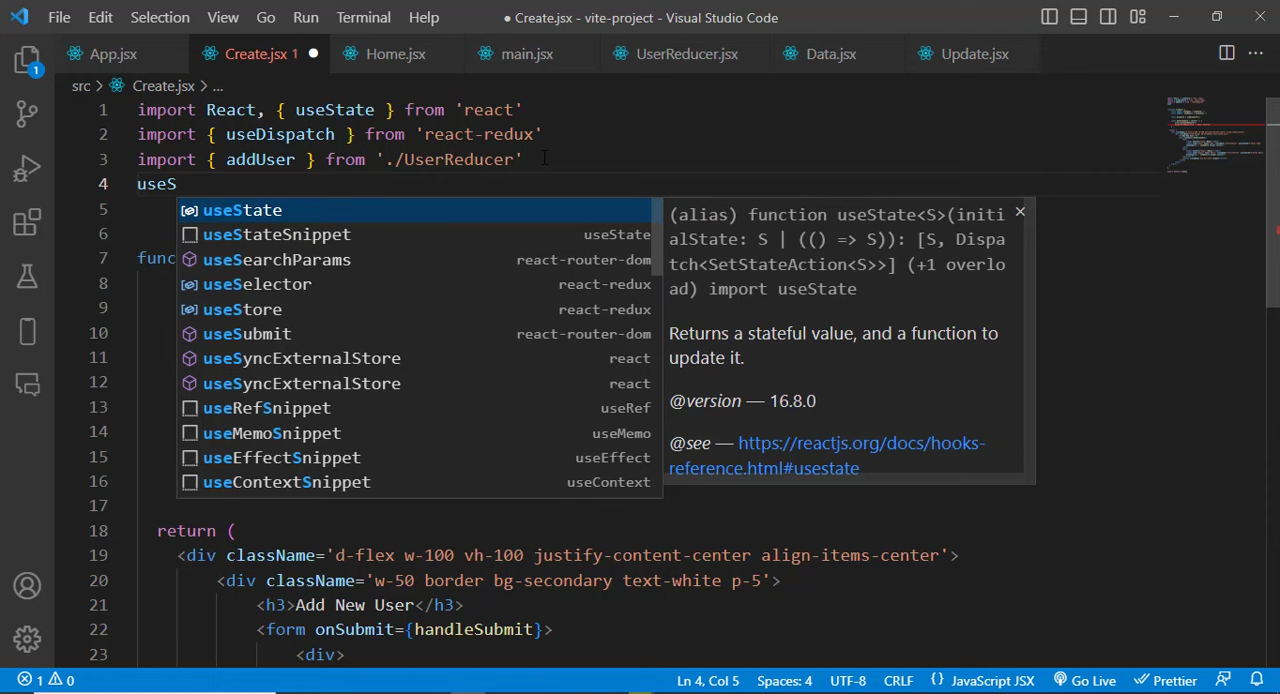 File Edit Selection View Go Run Terminal Help ● Create.jsx - vite-project - Visual Studio Code
App.jsx Create.jsx 1 ● Home.jsx main.jsx UserReducer.jsx Data.jsx Update.jsx
1
src > Create.jsx > ...
1 import React, { useState } from 'react'
2 import { useDispatch } from 'react-redux'
3 import { addUser } from './UserReducer'
4 useS
5
6
7 func
8
9
10
11
12
13
14
15
16
17
useState
useStateSnippet useState
useSearchParams react-router-dom
useSelector react-redux
useStore react-redux
useSubmit react-router-dom
useSyncExternalStore react
useSyncExternalStore react
useRefSnippet useRef
useMemoSnippet useMemo
useEffectSnippet useEffect
useContextSnippet useContext
(alias) function useState<S>(initi
alState: S | (() => S)): [S, Dispa
tch<SetStateAction<S>>] (+1 overlo
ad) import useState
Returns a stateful value, and a function to
update it.
@version — 16.8.0
@see — https://reactjs.org/docs/hooks-
reference.html#usestate
18 return (
19 <div className='d-flex w-100 vh-100 justify-content-center align-items-center'>
20 <div className='w-50 border bg-secondary text-white p-5'>
21 <h3>Add New User</h3>
22 <form onSubmit={handleSubmit}>
23 <div>
1 0 Ln 4, Col 5 Spaces: 4 UTF-8 CRLF {} JavaScript JSX Go Live Prettier